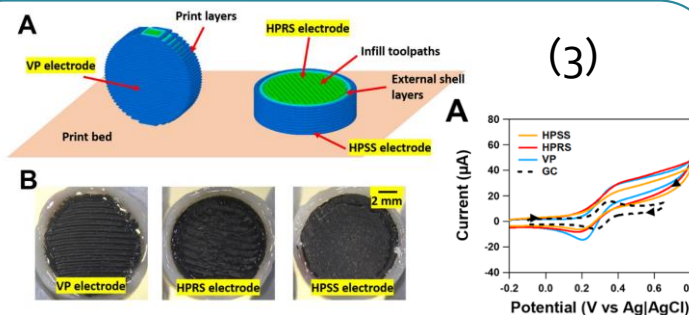 A
Print layers
VP electrode
Print bed
HPRS electrode
Infill toolpaths
External shell
layers
HPSS electrode
B
2 mm
VP electrode
HPRS electrode
HPSS electrode
(3)
A
80
60
40
20
0
-20
-40
HPSS
HPRS
VP
GC
Current (µA)
-0.2 0.0 0.2 0.4 0.6 0.
Potential (V vs Ag|AgCl)